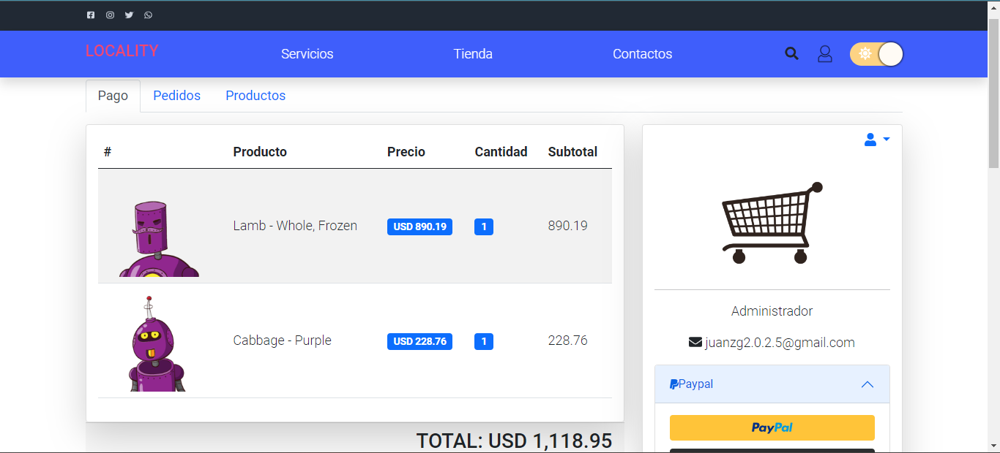 LOCALITY Servicios Tienda Contactos
Pago Pedidos Productos
# Producto Precio Cantidad Subtotal
Lamb - Whole, Frozen USD 890.19 1 890.19
Cabbage - Purple USD 228.76 1 228.76
TOTAL: USD 1,118.95
Administrador
juanzg2.0.2.5@gmail.com
Paypal
PayPal